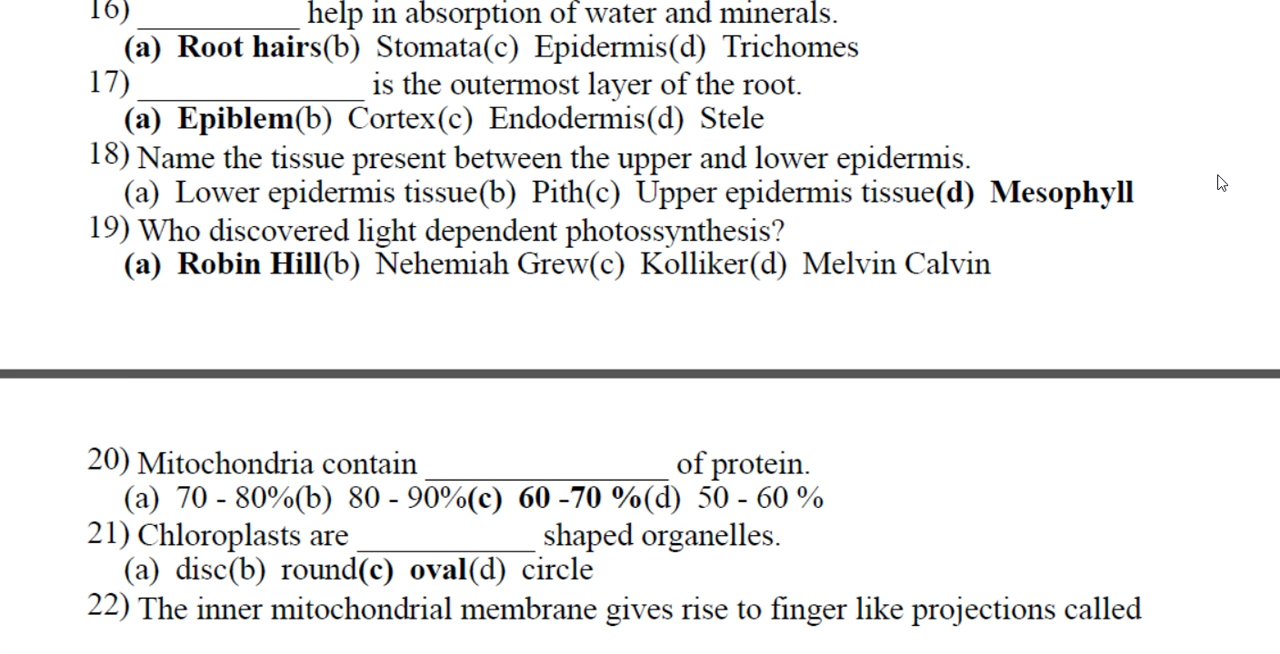 16) __________ help in absorption of water and minerals.
(a) Root hairs(b) Stomata(c) Epidermis(d) Trichomes
17) ______________ is the outermost layer of the root.
(a) Epiblem(b) Cortex(c) Endodermis(d) Stele
18) Name the tissue present between the upper and lower epidermis.
(a) Lower epidermis tissue(b) Pith(c) Upper epidermis tissue(d) Mesophyll
19) Who discovered light dependent photossynthesis?
(a) Robin Hill(b) Nehemiah Grew(c) Kolliker(d) Melvin Calvin
20) Mitochondria contain _______________ of protein.
(a) 70 - 80%(b) 80 - 90%(c) 60 -70 %(d) 50 - 60 %
21) Chloroplasts are ___________ shaped organelles.
(a) disc(b) round(c) oval(d) circle
22) The inner mitochondrial membrane gives rise to finger like projections called